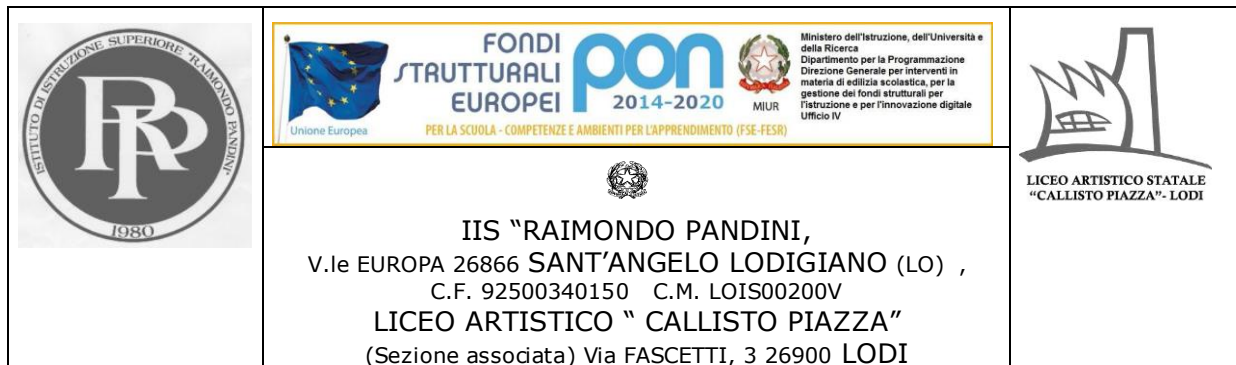 ISTITUTO DI ISTRUZIONE SUPERIORE "RAIMONDO PANDINI"
1980
Unione Europea
FONDI
STRUTTURALI
EUROPEI
pon
2014-2020
MIUR
Ministero dell'Istruzione, dell'Università e
della Ricerca
Dipartimento per la Programmazione
Direzione Generale per interventi in
materia di edilizia scolastica, per la
gestione dei fondi strutturali per
l'istruzione e per l'innovazione digitale
Ufficio IV
PER LA SCUOLA - COMPETENZE E AMBIENTI PER L'APPRENDIMENTO (FSE-FESR)
IIS “RAIMONDO PANDINI,
V.le EUROPA 26866 SANT’ANGELO LODIGIANO (LO) ,
C.F. 92500340150 C.M. LOIS00200V
LICEO ARTISTICO “ CALLISTO PIAZZA”
(Sezione associata) Via FASCETTI, 3 26900 LODI
LICEO ARTISTICO STATALE
“CALLISTO PIAZZA”- LODI